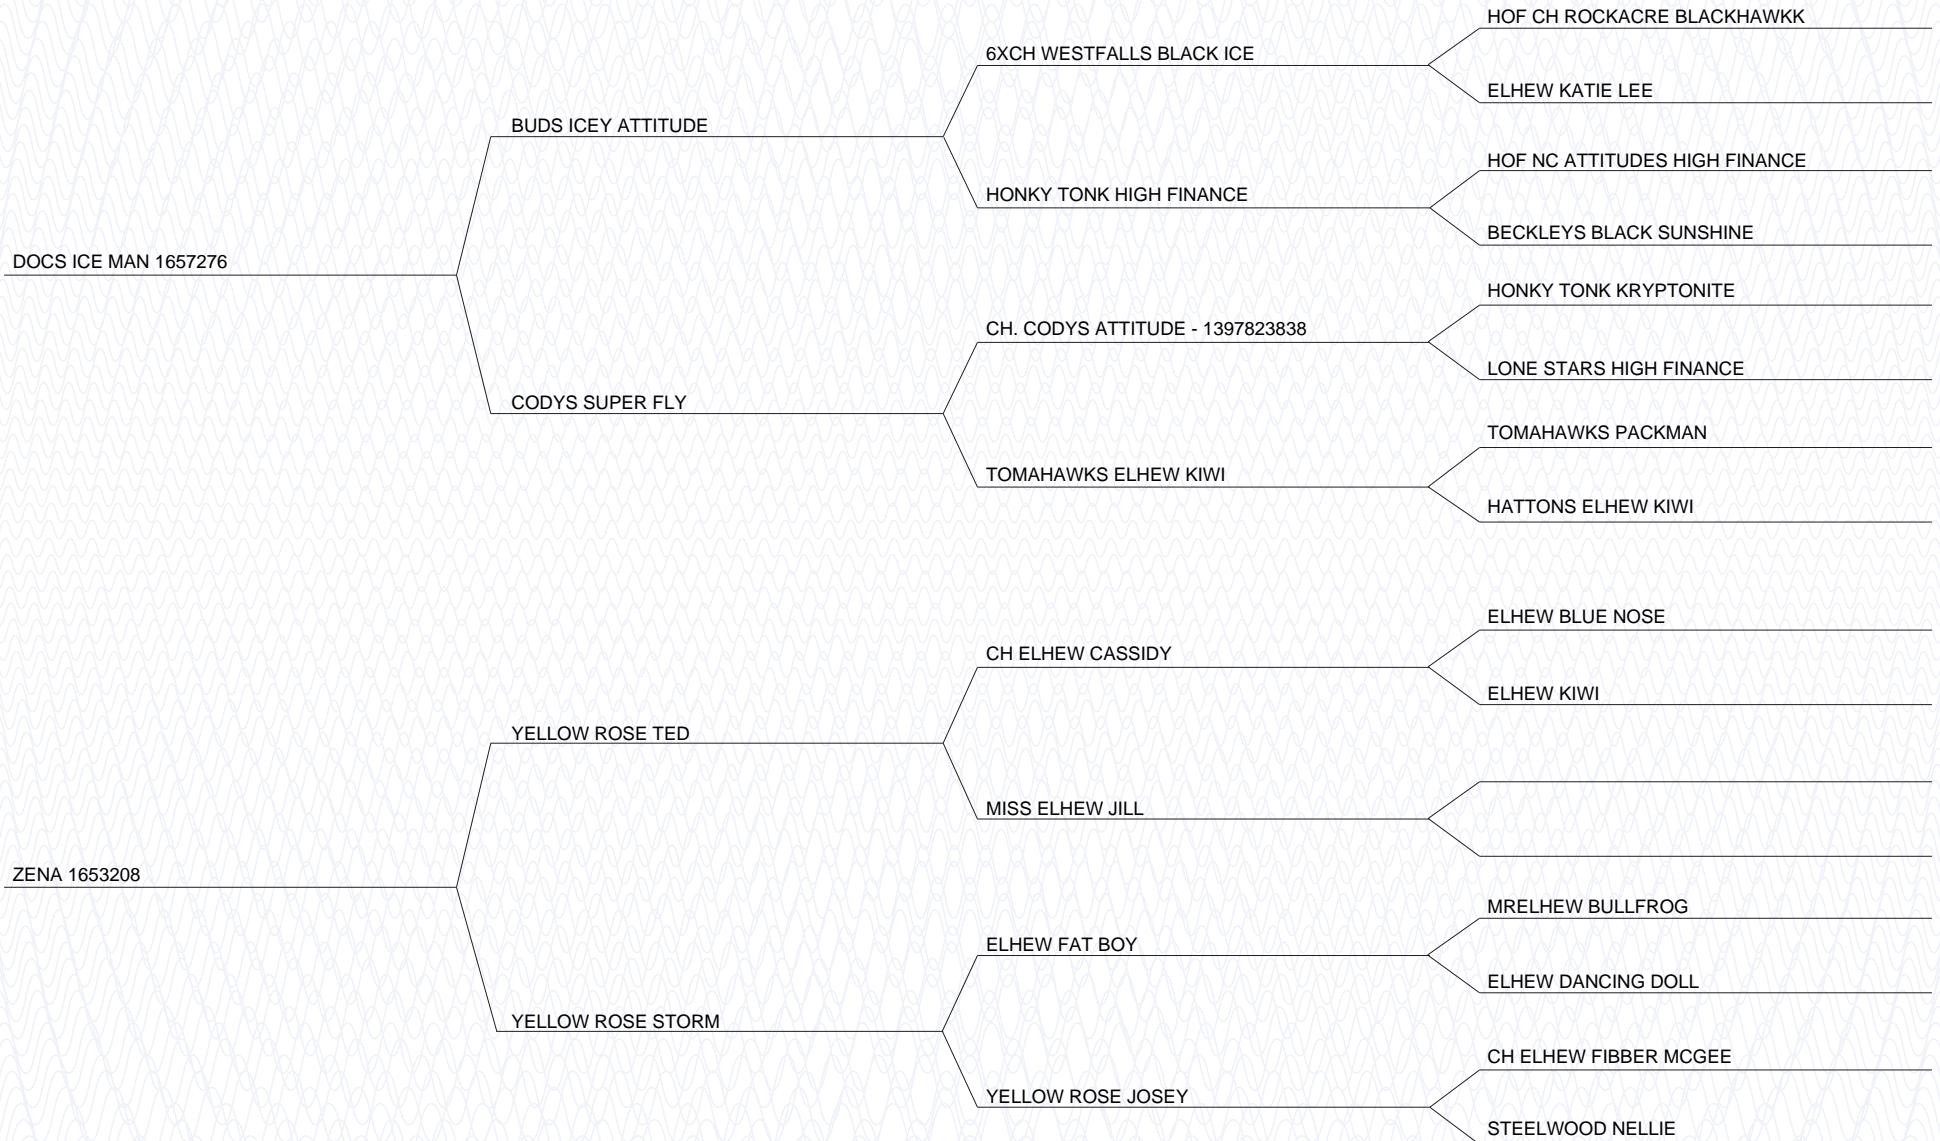 HOF CH ROCKACRE BLACKHAWKK
6XCH WESTFALLS BLACK ICE
ELHEW KATIE LEE
BUDS ICEY ATTITUDE
HOF NC ATTITUDES HIGH FINANCE
HONKY TONK HIGH FINANCE
BECKLEYS BLACK SUNSHINE
DOCS ICE MAN 1657276
HONKY TONK KRYPTONITE
CH. CODYS ATTITUDE - 1397823838
LONE STARS HIGH FINANCE
CODYS SUPER FLY
TOMAHAWKS PACKMAN
TOMAHAWKS ELHEW KIWI
HATTONS ELHEW KIWI
ELHEW BLUE NOSE
CH ELHEW CASSIDY
ELHEW KIWI
YELLOW ROSE TED
MISS ELHEW JILL
ZENA 1653208
MRELHEW BULLFROG
ELHEW FAT BOY
ELHEW DANCING DOLL
YELLOW ROSE STORM
CH ELHEW FIBBER MCGEE
YELLOW ROSE JOSEY
STEELWOOD NELLIE